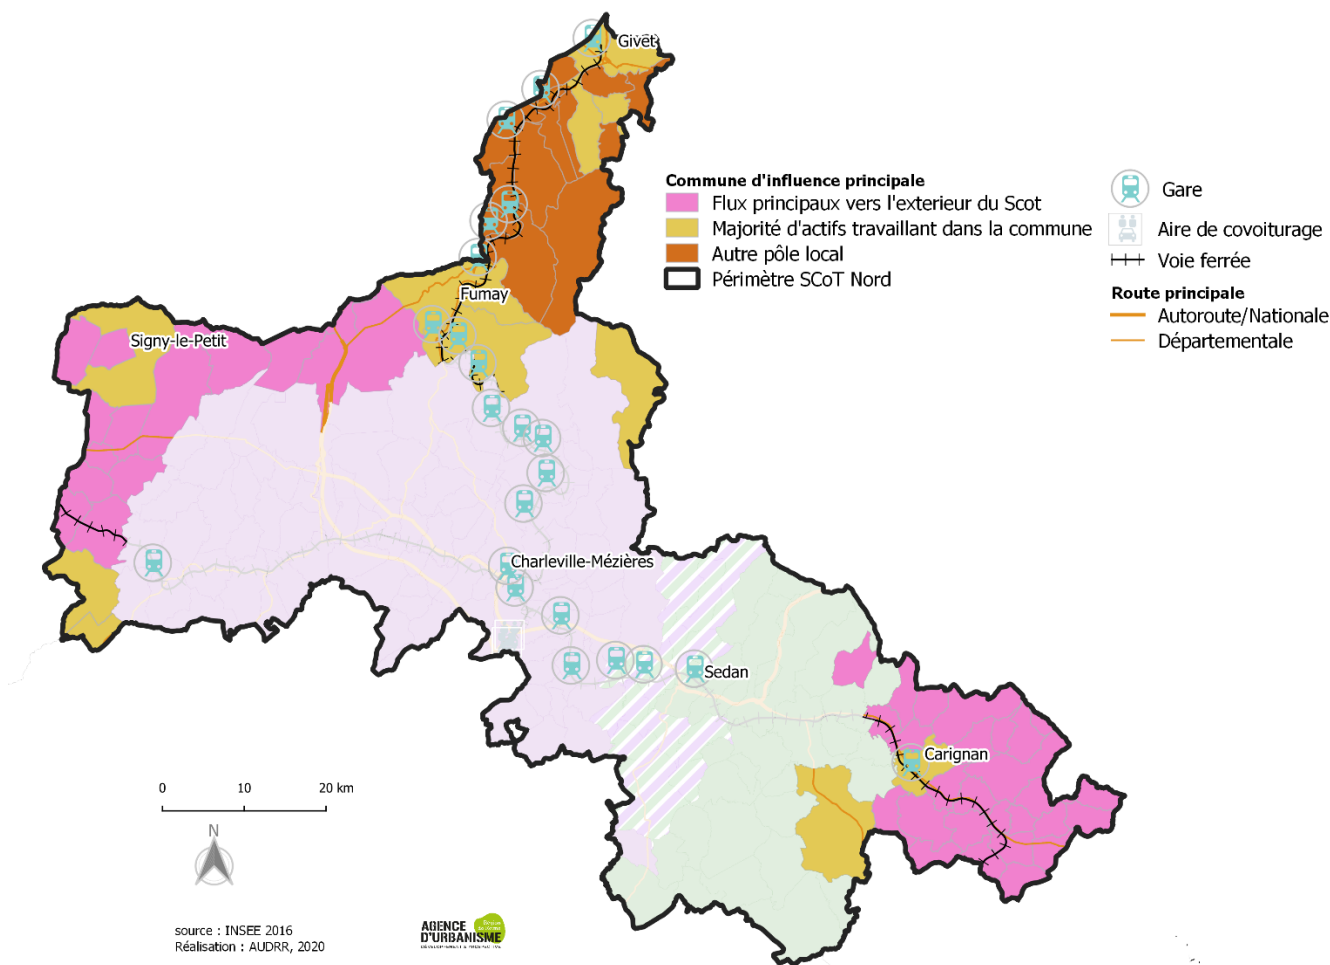 Givet
Commune d'influence principale
Flux principaux vers l'exterieur du Scot
Majorité d'actifs travaillant dans la commune
Autre pôle local
Périmètre SCoT Nord
Gare
Aire de covoiturage
Voie ferrée
Route principale
Autoroute/Nationale
Départementale
Fumay
Signy-le-Petit
Charleville-Mézières
Sedan
Carignan
0 10 20 km
N
source : INSEE 2016
Réalisation : AUDRR, 2020
AGENCE
D'URBANISME